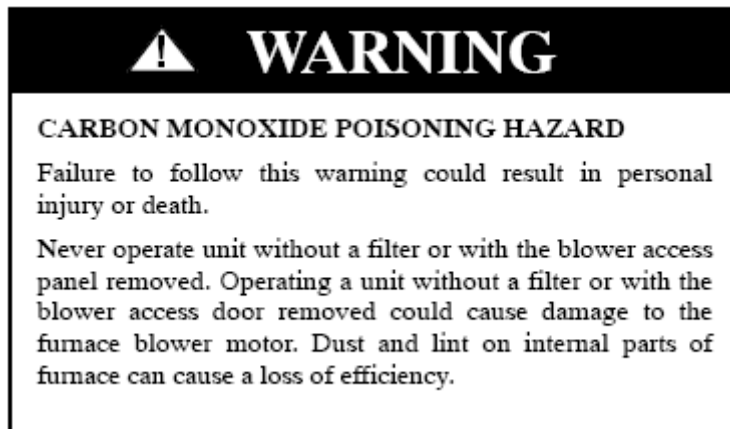 WARNING
CARBON MONOXIDE POISONING HAZARD
Failure to follow this warning could result in personal
injury or death.
Never operate unit without a filter or with the blower access
panel removed. Operating a unit without a filter or with the
blower access door removed could cause damage to the
furnace blower motor. Dust and lint on internal parts of
furnace can cause a loss of efficiency.